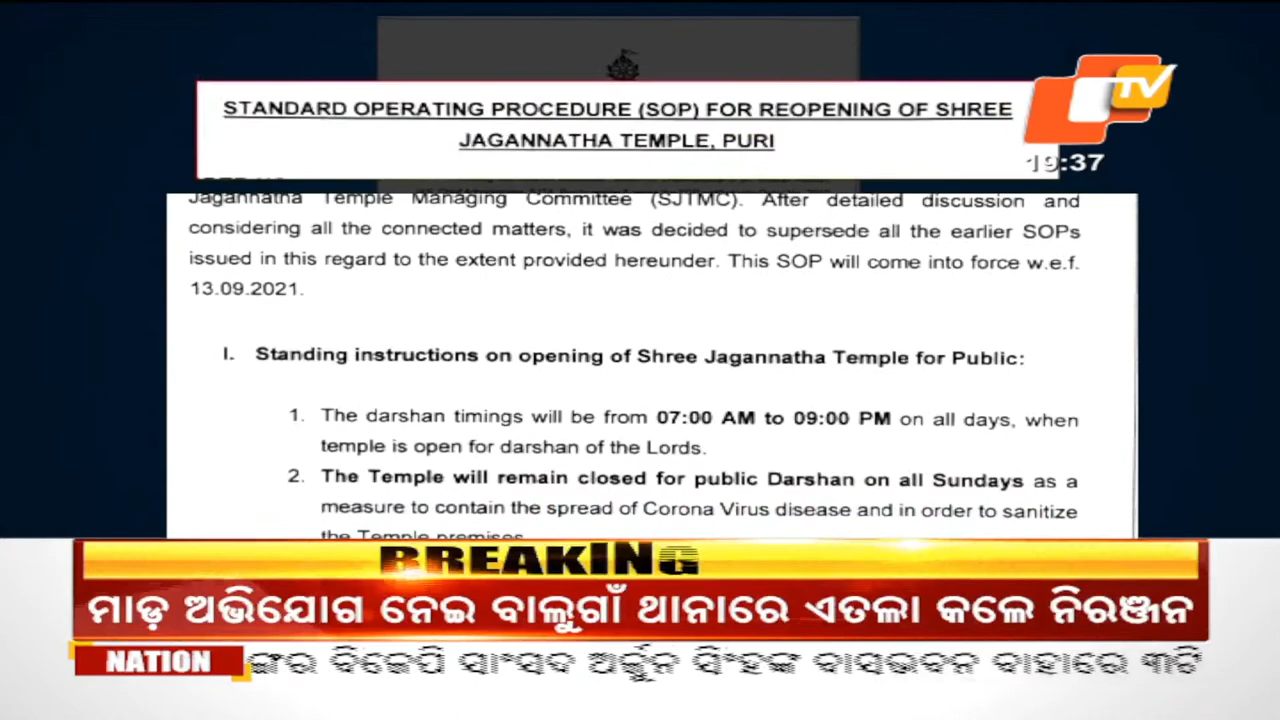 STANDARD OPERATING PROCEDURE (SOP) FOR REOPENING OF SHREE
JAGANNATHA TEMPLE, PURI
TV
19:37
Jagannatha Temple Managing Committee (SJTMC). After detailed discussion and
considering all the connected matters, it was decided to supersede all the earlier SOPs
issued in this regard to the extent provided hereunder. This SOP will come into force w.e.f.
13.09.2021.
I. Standing instructions on opening of Shree Jagannatha Temple for Public:
1. The darshan timings will be from 07:00 AM to 09:00 PM on all days, when
temple is open for darshan of the Lords.
2. The Temple will remain closed for public Darshan on all Sundays as a
measure to contain the spread of Corona Virus disease and in order to sanitize
the Temple premises
BREAKING
ମାଡ଼ ଅଭିଯୋଗ ନେଇ ବାଲୁଗାଁ ଥାନାରେ ଏତଲା କଲେ ନିରଞ୍ଜନ
NATION
ଙ୍ଗର ବିଜେପି ସାଂସଦ ଅର୍ଜୁନ ସିଂହଙ୍କ ବାସଭବନ ବାହାରେ ୩ଟି